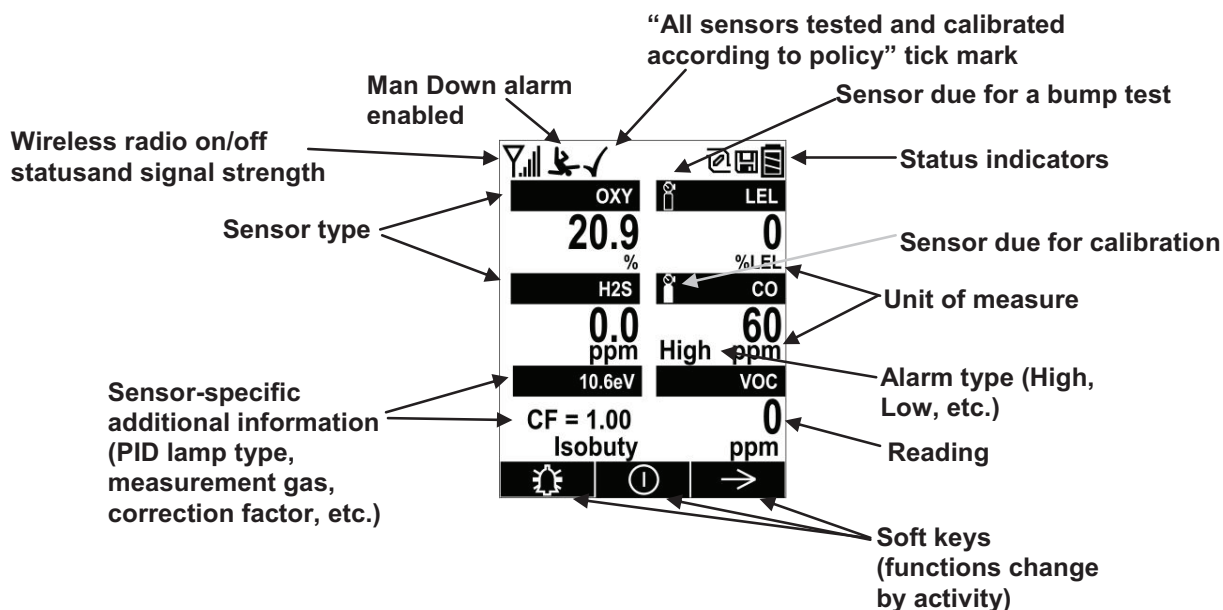 “All sensors tested and calibrated
according to policy” tick mark
Man Down alarm
enabled
Sensor due for a bump test
Wireless radio on/off
statusand signal strength
Status indicators
Sensor type
OXY
20.9
%
LEL
0
%LEL
Sensor due for calibration
H2S
0.0
ppm
CO
60
High ppm
Unit of measure
Alarm type (High,
Low, etc.)
Sensor-specific
additional information
(PID lamp type,
measurement gas,
correction factor, etc.)
10.6eV
CF = 1.00
Isobuty
VOC
0
ppm
Reading
Soft keys
(functions change
by activity)